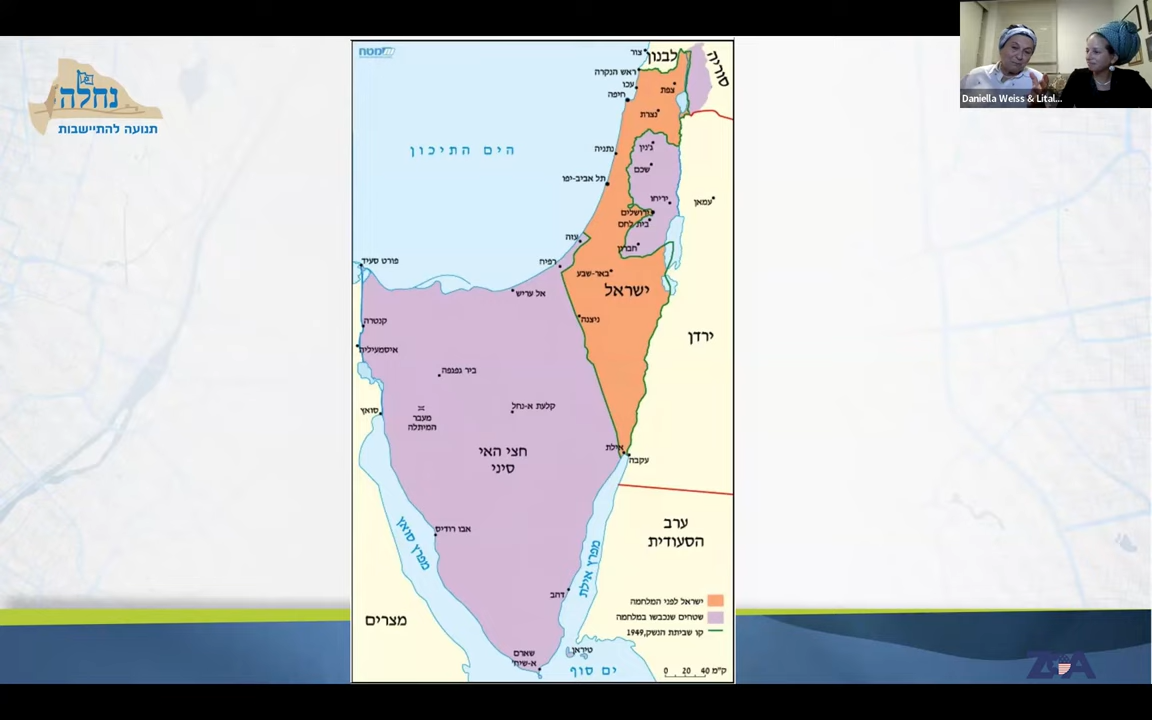 נחלה
תנועה להתיישבות
Daniella Weiss & Lital...
מטח
צור
לבנון
סוריה
ראש הנקרה
עכו
חיפה
צפת
נצרת
הים התיכון
נתניה
ג'נין
שכם
תל אביב-יפו
יריחו
עמאן
ירושלים
בית לחם
עזה
חברון
רפיח
פורט סעיד
באר-שבע
אל עריש
ישראל
קנטרה
ניצנה
ירדן
איסמעיליה
ביר גפגפה
סואץ
מעבר
המיתלה
קלעת א-נחל
חצי האי
סיני
אילת
עקבה
מפרץ סואץ
אבו רודיס
ערב
הסעודית
מפרץ אילת
דהב
ישראל לפני המלחמה
שטחים שנכבשו במלחמה
קו שביתת הנשק, 1949
מצרים
שארם
א-שיח'
טיראן
ים סוף
0 20 40 ק"מ
ZOA